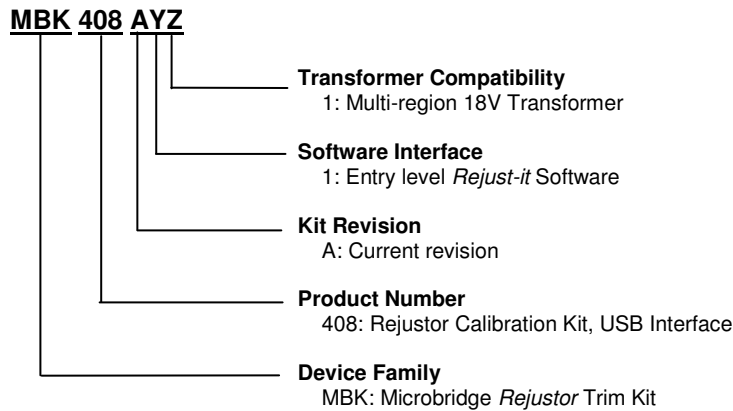 MBK 408 AYZ
Transformer Compatibility
1: Multi-region 18V Transformer
Software Interface
1: Entry level Rejust-it Software
Kit Revision
A: Current revision
Product Number
408: Rejustor Calibration Kit, USB Interface
Device Family
MBK: Microbridge Rejustor Trim Kit